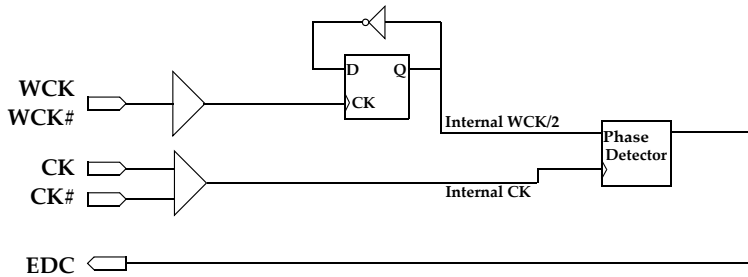 D Q
CK
WCK
WCK#
Internal WCK/2
Phase
Detector
CK
CK#
Internal CK
EDC